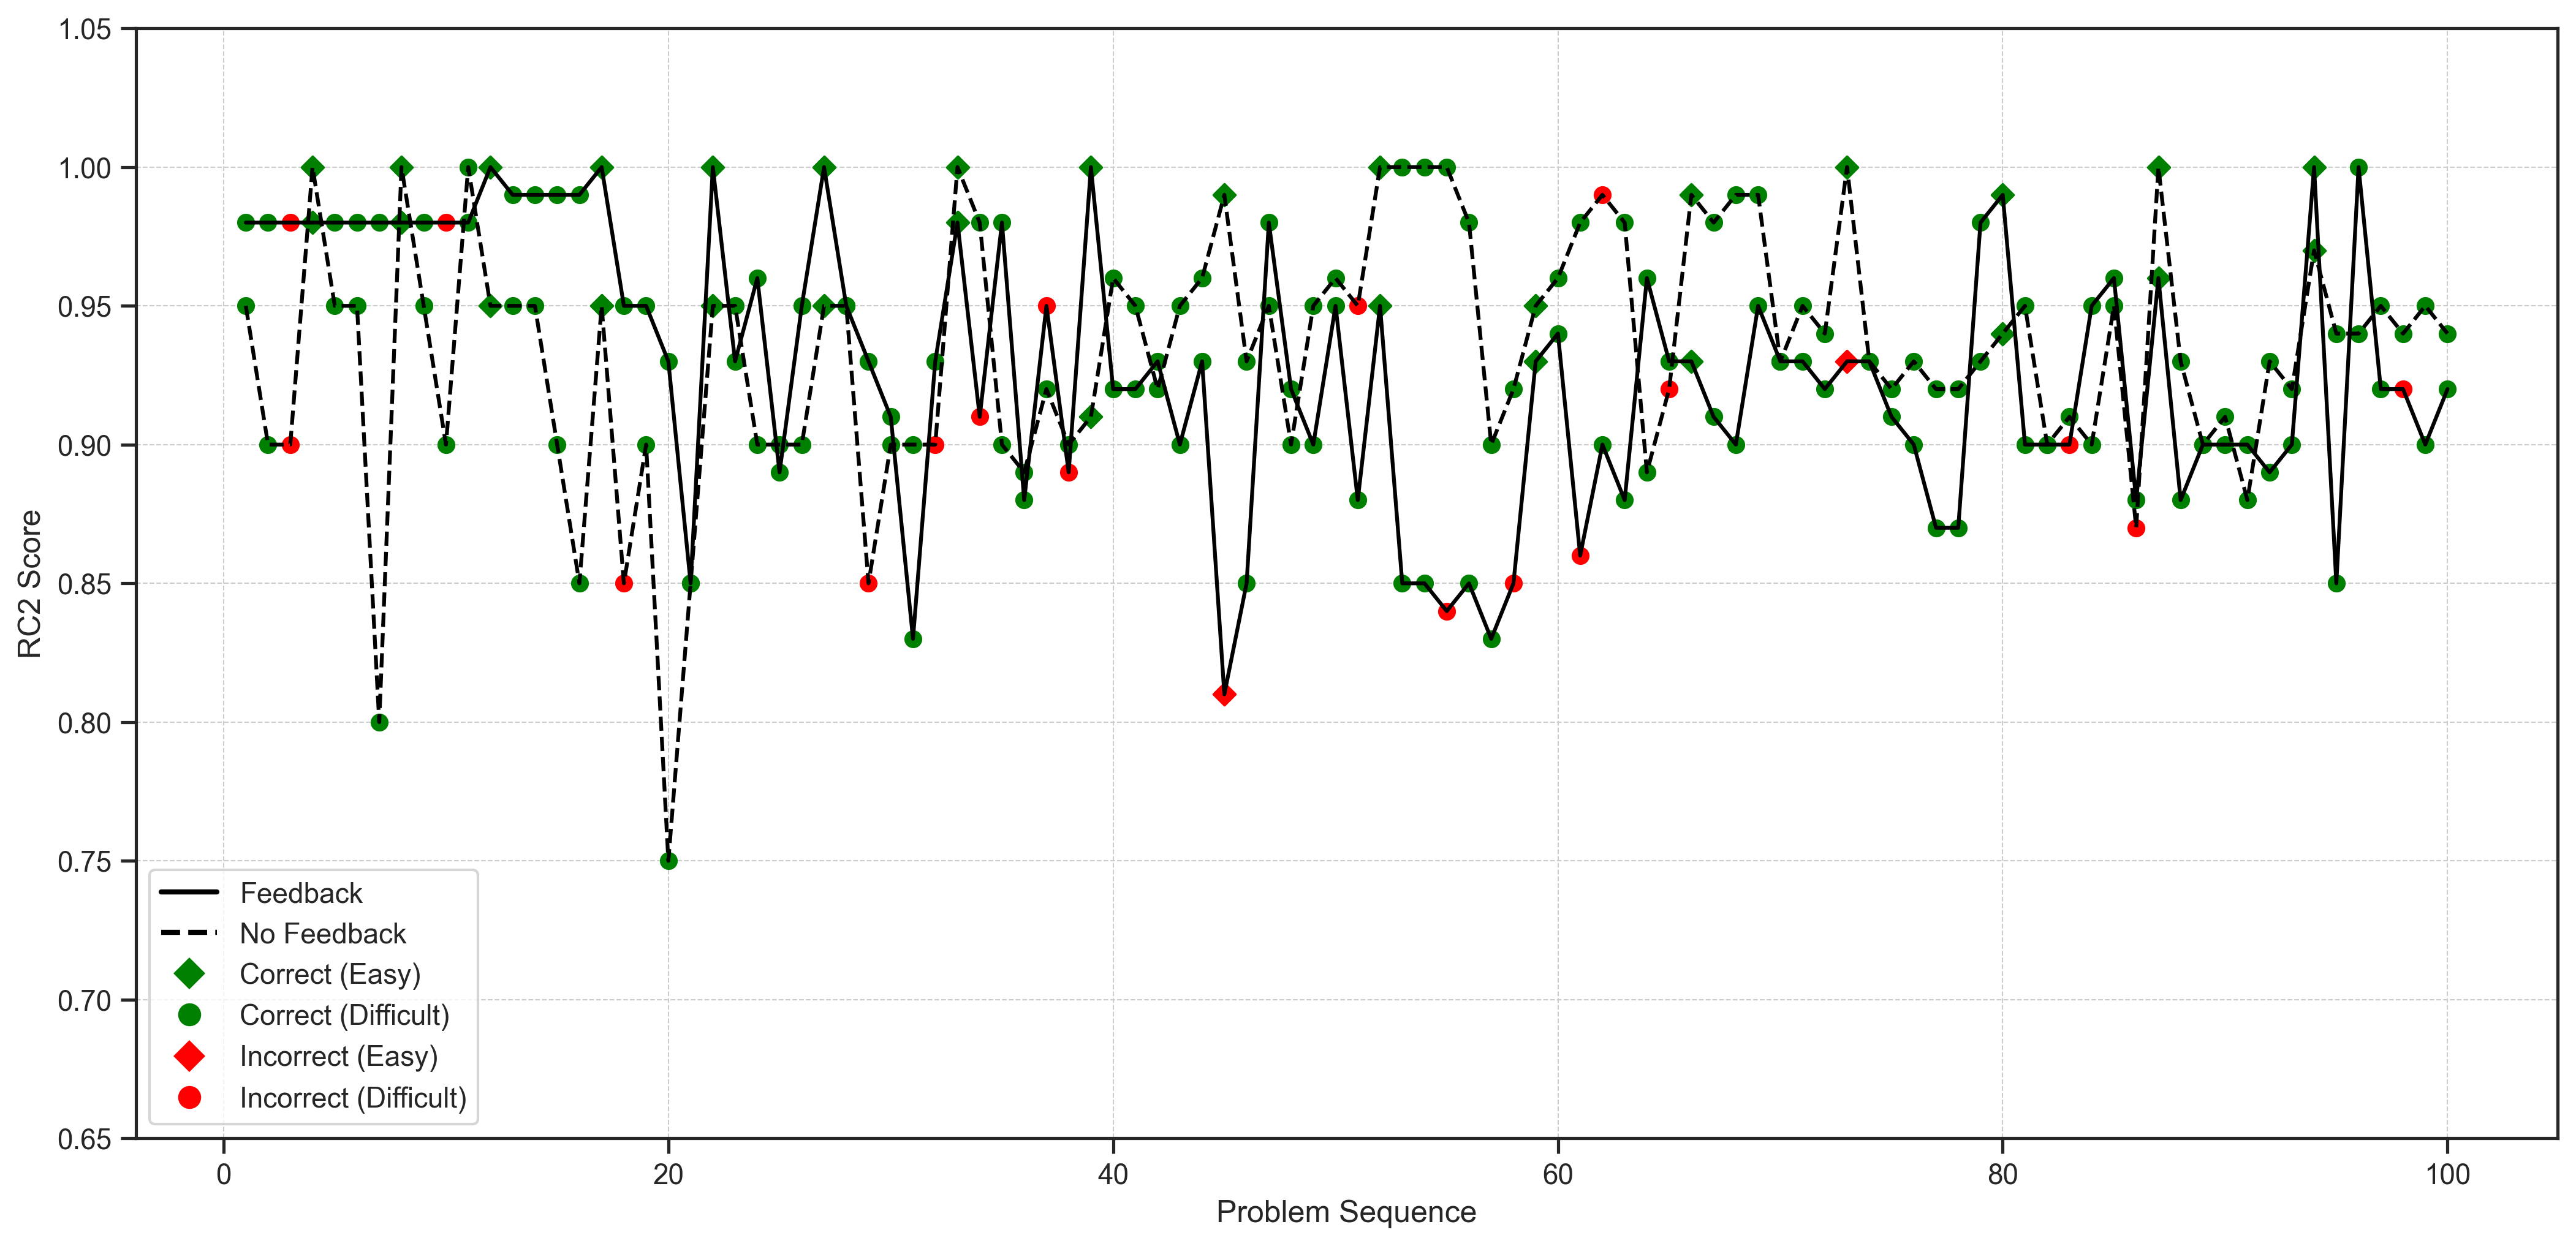 1.05
1.00
0.95
0.90
0.85
0.80
0.75
0.70
0.65
RC2 Score
Feedback
No Feedback
Correct (Easy)
Correct (Difficult)
Incorrect (Easy)
Incorrect (Difficult)
0 20 40 60 80 100
Problem Sequence